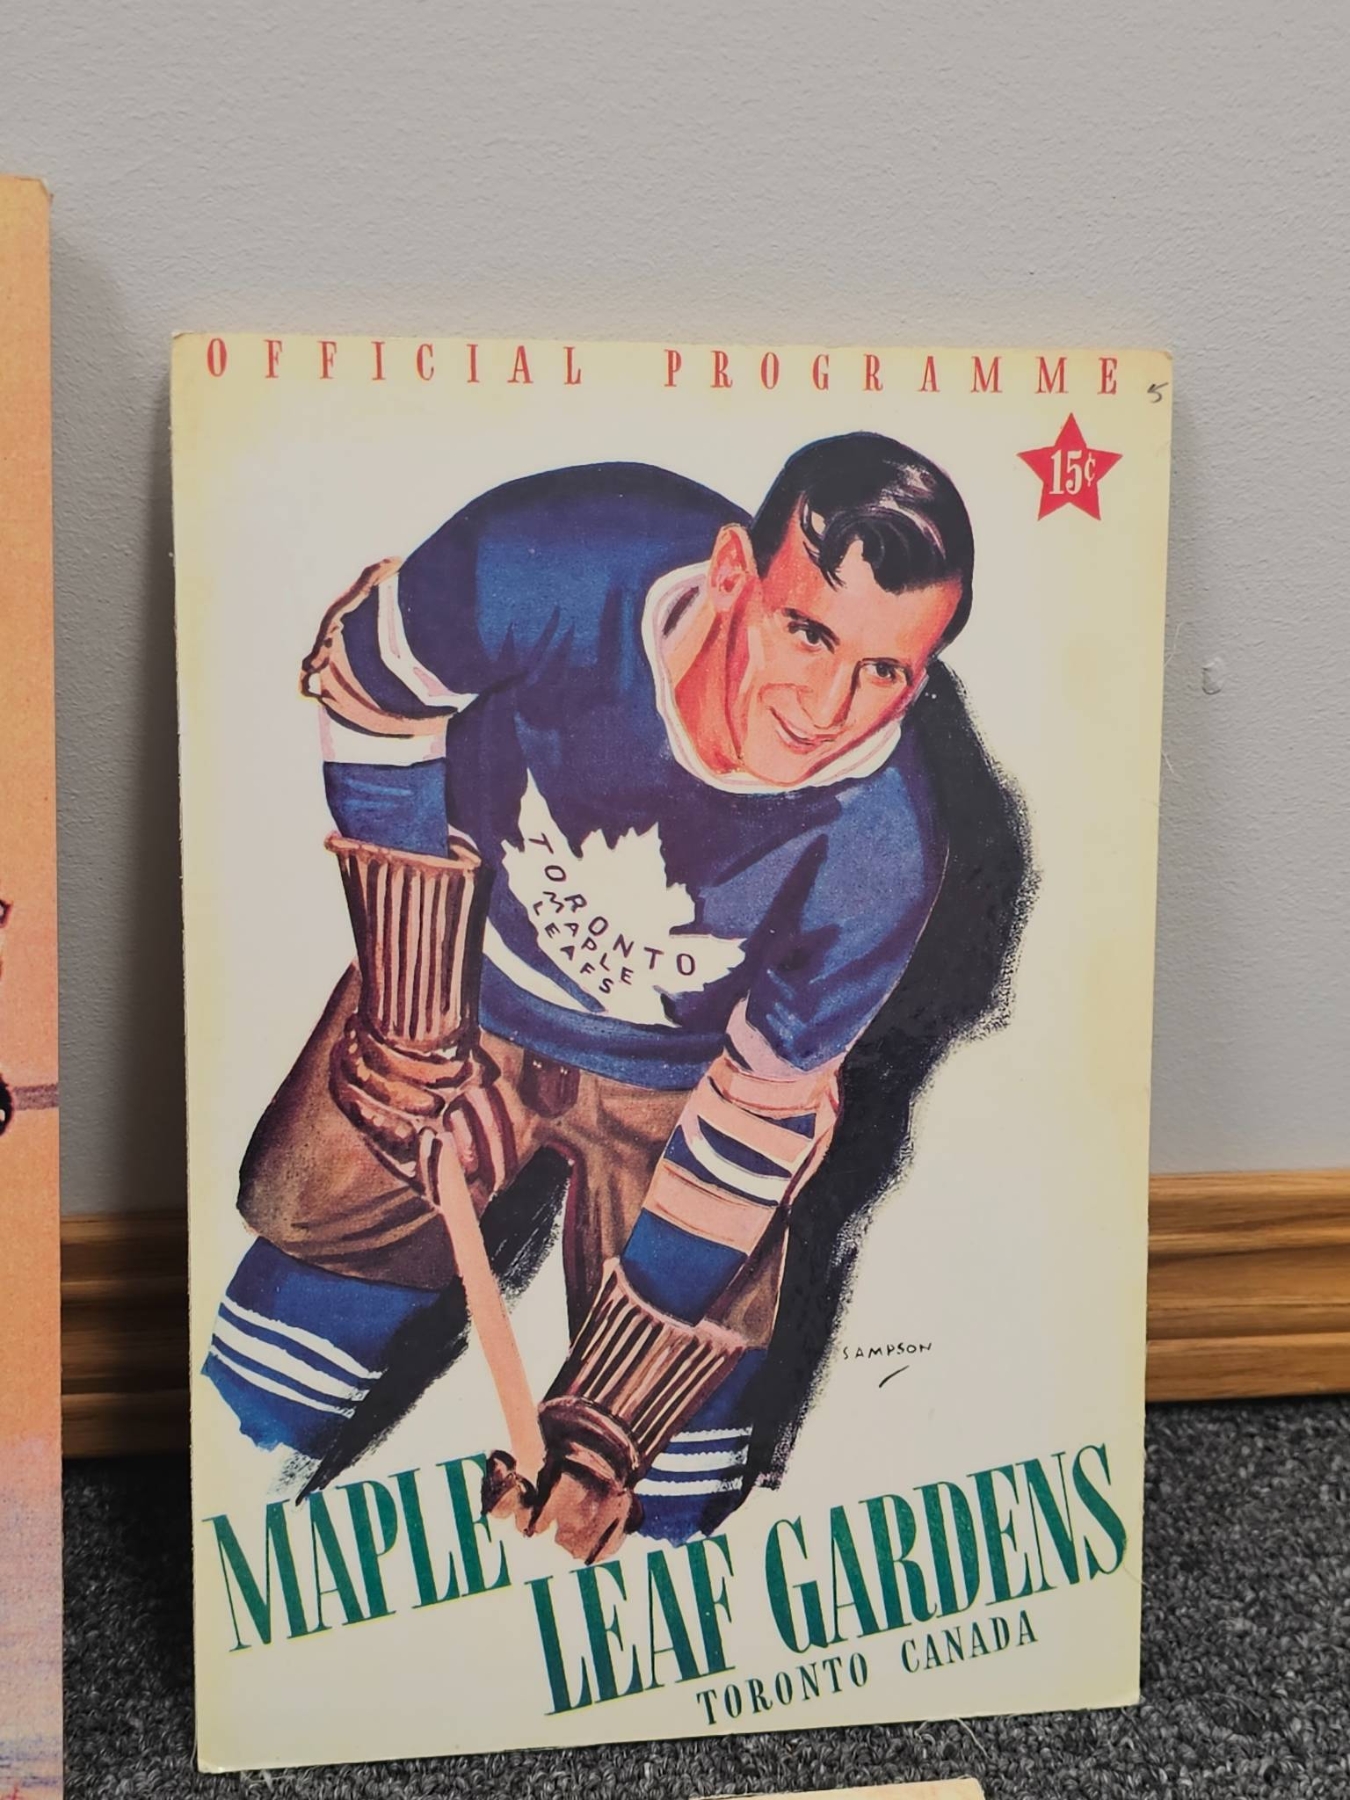 OFFICIAL PROGRAMME
5
15¢
TORONTO
MAPLE
LEAFS
SAMPSON
MAPLE
LEAF GARDENS
TORONTO CANADA